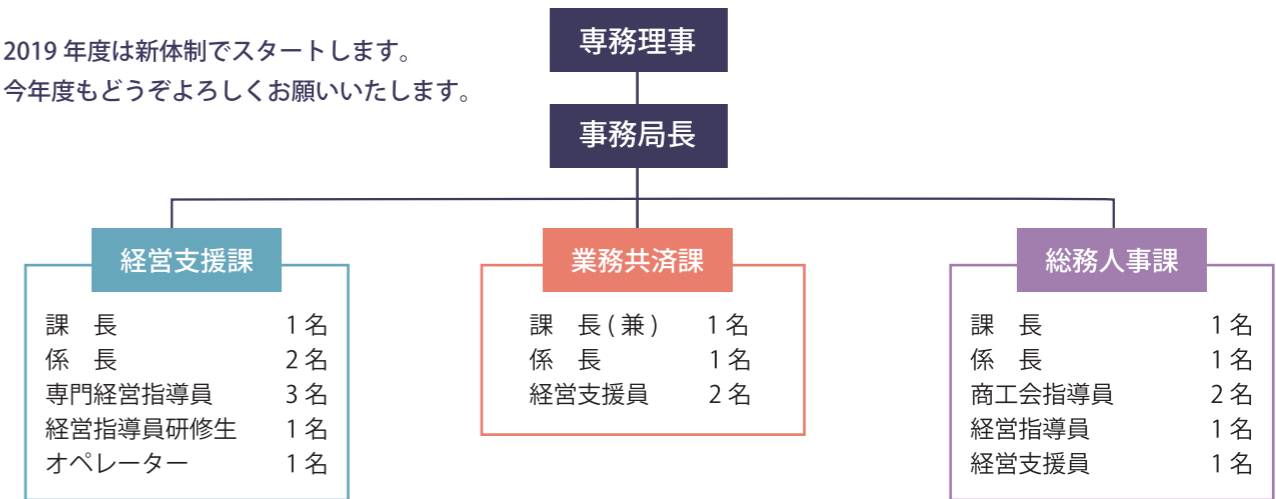 2019 年度は新体制でスタートします。
今年度もどうぞよろしくお願いいたします。
専務理事
事務局長
経営支援課
課　長　1 名
係　長　2 名
専門経営指導員　3 名
経営指導員研修生　1 名
オペレーター　1 名
業務共済課
課　長 ( 兼 )　1 名
係　長　1 名
経営支援員　2 名
総務人事課
課　長　1 名
係　長　1 名
商工会指導員　2 名
経営指導員　1 名
経営支援員　1 名